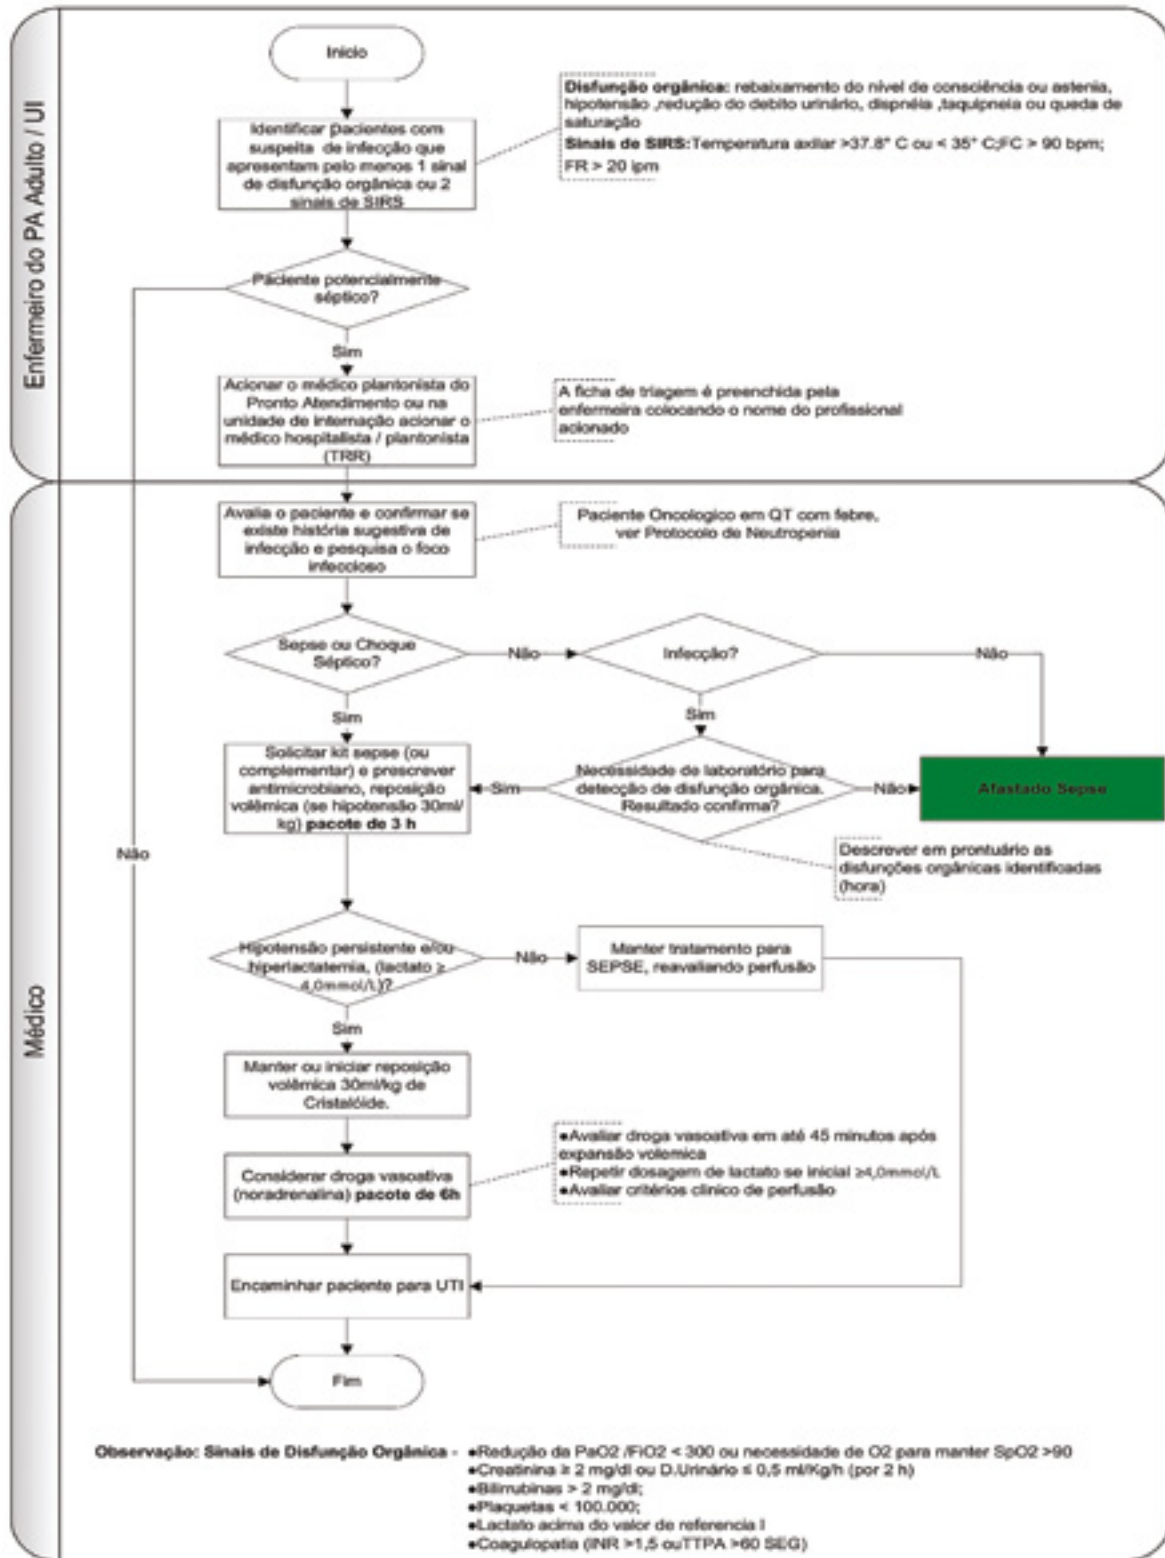 Enfermeiro do PA Adulto / UI
Início
Disfunção orgânica: rebaixamento do nível de consciência ou astenia,
hipotensão ,redução do debito urinário, dispnéia ,taquipneia ou queda de
saturação
Sinais de SIRS:Temperatura axilar >37.8° C ou < 35° C;FC > 90 bpm;
FR > 20 ipm
Identificar pacientes com
suspeita de infecção que
apresentam pelo menos 1 sinal
de disfunção orgânica ou 2
sinais de SIRS
Paciente potencialmente
séptico?
Sim
Acionar o médico plantonista do
Pronto Atendimento ou na
unidade de internação acionar o
médico hospitalista / plantonista
(TRR)
A ficha de triagem é preenchida pela
enfermeira colocando o nome do profissional
acionado
Médico
Avalia o paciente e confirmar se
existe história sugestiva de
infecção e pesquisa o foco
infeccioso
Paciente Oncologico em QT com febre,
ver Protocolo de Neutropenia
Sepse ou Choque
Séptico?
Não
Infecção?
Não
Sim
Sim
Solicitar kit sepse (ou
complementar) e prescrever
antimicrobiano, reposição
volêmica (se hipotensão 30ml/
kg) pacote de 3 h
Sim
Necessidade de laboratório para
detecção de disfunção orgânica.
Resultado confirma?
Não
Afastado Sepse
Descrever em prontuário as
disfunções orgânicas identificadas
(hora)
Não
Hipotensão persistente e/ou
hiperlactatemia, (lactato ≥
4,0mmol/L)?
Não
Manter tratamento para
SEPSE, reavaliando perfusão
Sim
Manter ou iniciar reposição
volêmica 30ml/kg de
Cristalóide.
Considerar droga vasoativa
(noradrenalina) pacote de 6h
●Avaliar droga vasoativa em até 45 minutos após
expansão volemica
●Repetir dosagem de lactato se inicial ≥4,0mmol/L
●Avaliar critérios clinico de perfusão
Encaminhar paciente para UTI
Fim
Observação: Sinais de Disfunção Orgânica - ●Redução da PaO2 /FiO2 < 300 ou necessidade de O2 para manter SpO2 >90
●Creatinina ≥ 2 mg/dl ou D.Urinário ≤ 0,5 ml/Kg/h (por 2 h)
●Bilirrubinas > 2 mg/dl;
●Plaquetas < 100.000;
●Lactato acima do valor de referencia l
●Coagulopatia (INR >1,5 ouTTPA >60 SEG)